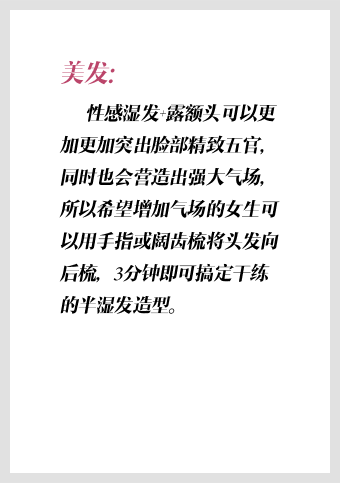 美发:
性感湿发+露额头可以更
加更加突出脸部精致五官,
同时也会营造出强大气场,
所以希望增加气场的女生可
以用手指或阔齿梳将头发向
后梳，3分钟即可搞定干练
的半湿发造型。